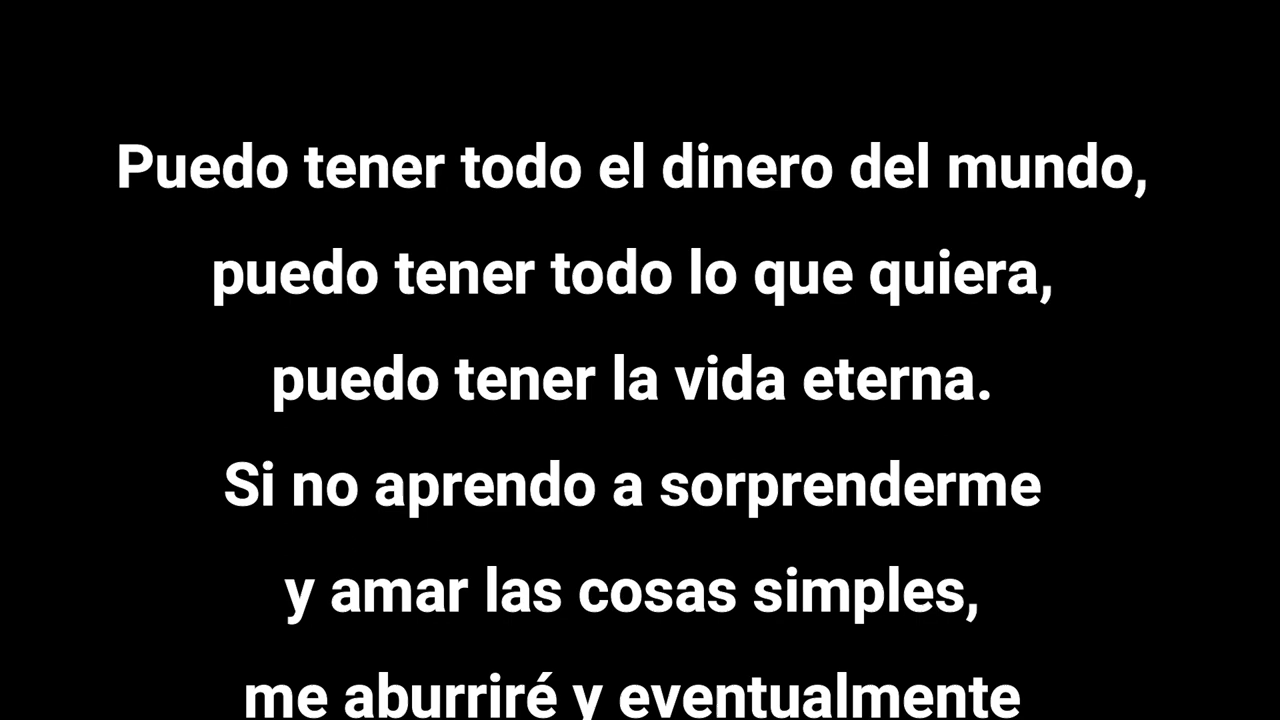 Puedo tener todo el dinero del mundo,
puedo tener todo lo que quiera,
puedo tener la vida eterna.
Si no aprendo a sorprenderme
y amar las cosas simples,
me aburriré y eventualmente